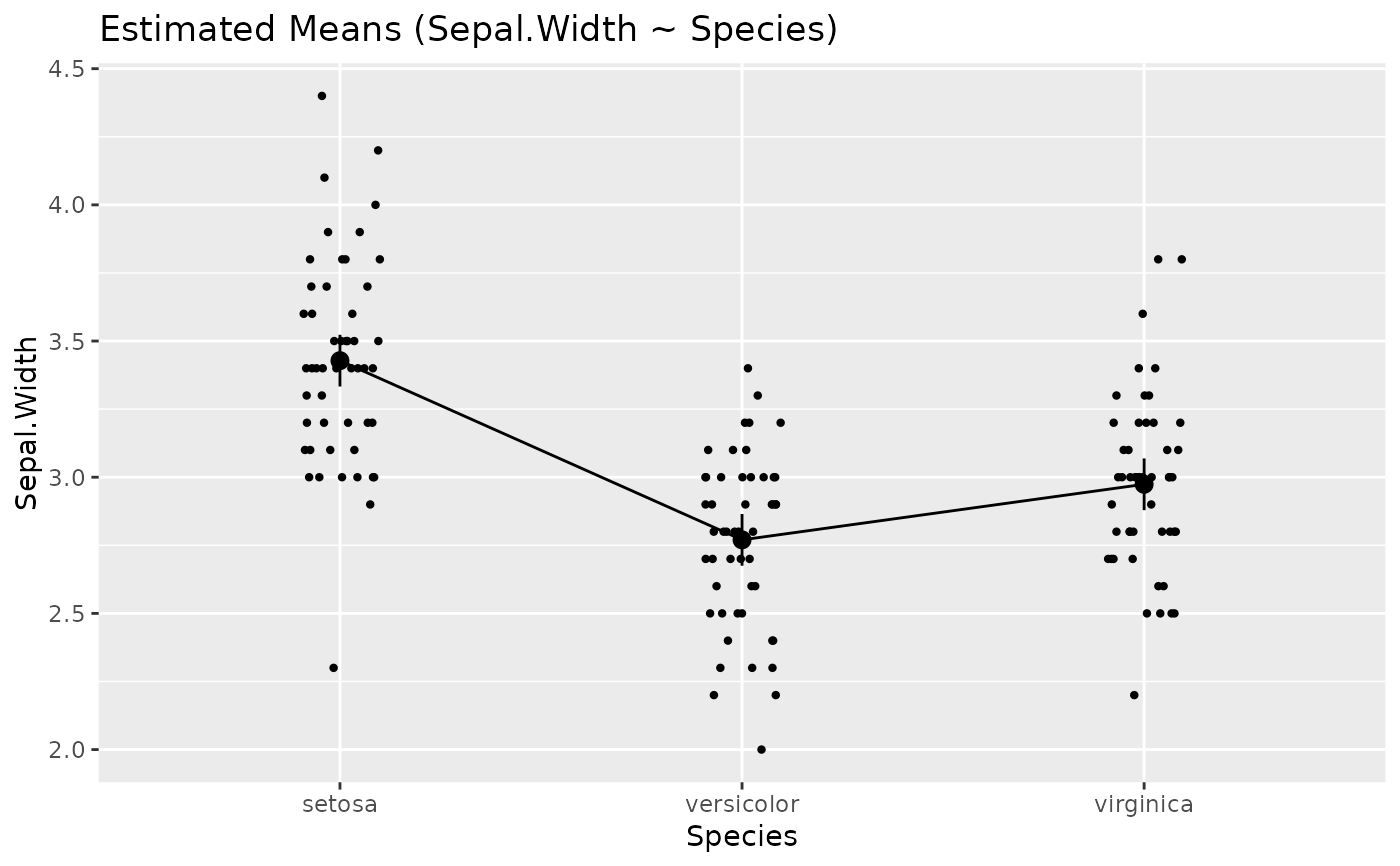 Estimated Means (Sepal.Width ~ Species)
4.5
4.0
3.5
3.0
2.5
2.0
Sepal.Width
setosa versicolor virginica
Species